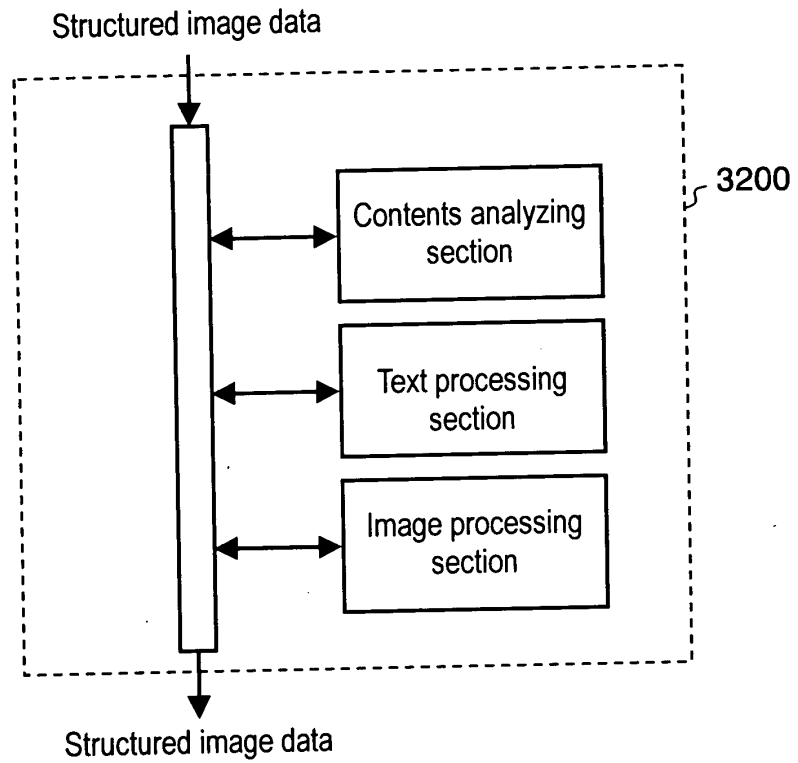 Structured image data
3200
Contents analyzing
section
Text processing
section
Image processing
section
Structured image data